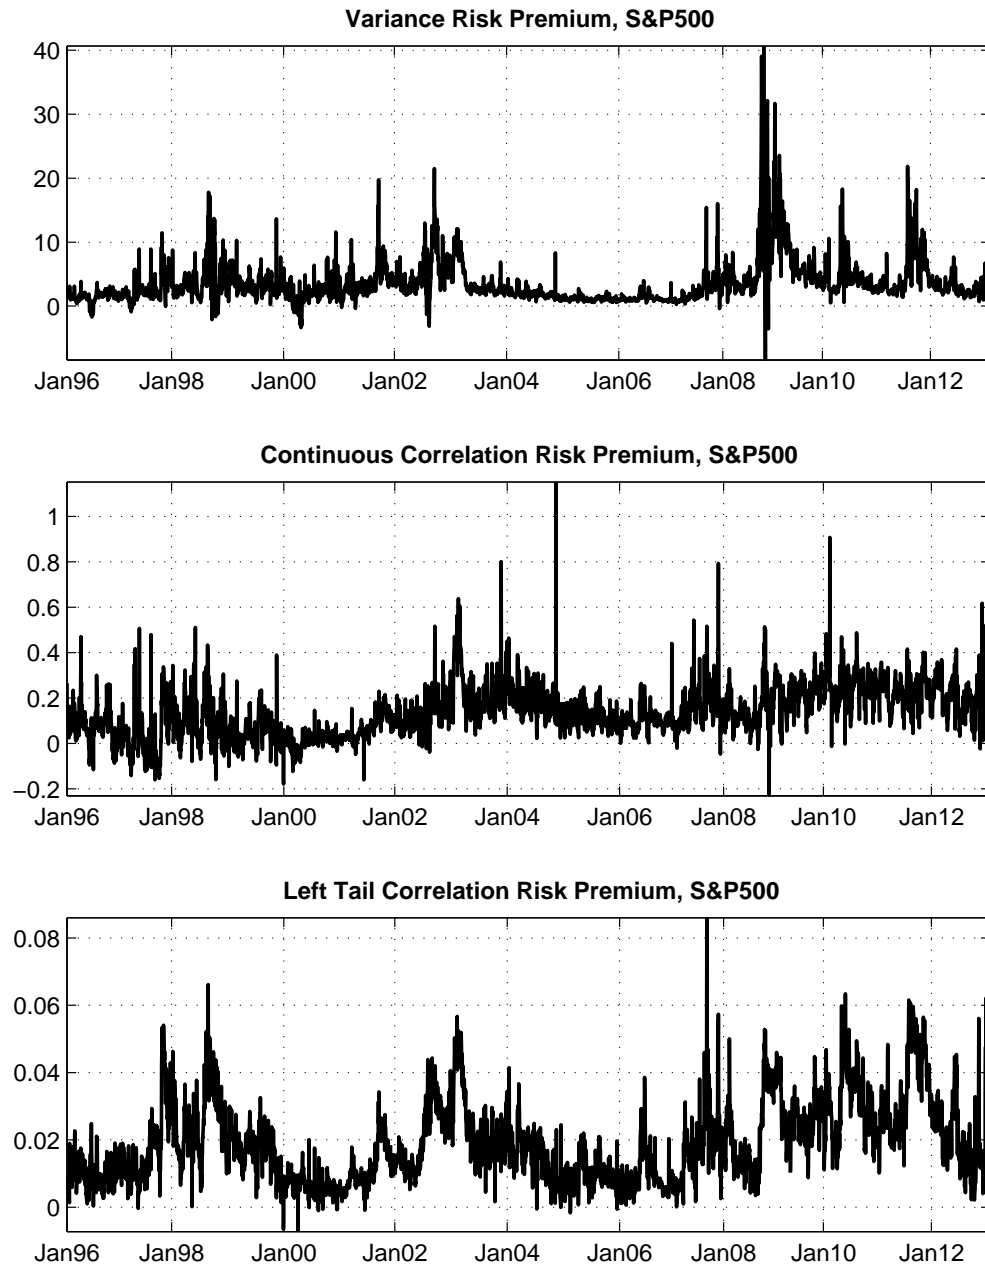 Variance Risk Premium, S&P500
40
30
20
10
0
Jan96 Jan98 Jan00 Jan02 Jan04 Jan06 Jan08 Jan10 Jan12
Continuous Correlation Risk Premium, S&P500
1
0.8
0.6
0.4
0.2
0
−0.2
Jan96 Jan98 Jan00 Jan02 Jan04 Jan06 Jan08 Jan10 Jan12
Left Tail Correlation Risk Premium, S&P500
0.08
0.06
0.04
0.02
0
Jan96 Jan98 Jan00 Jan02 Jan04 Jan06 Jan08 Jan10 Jan12